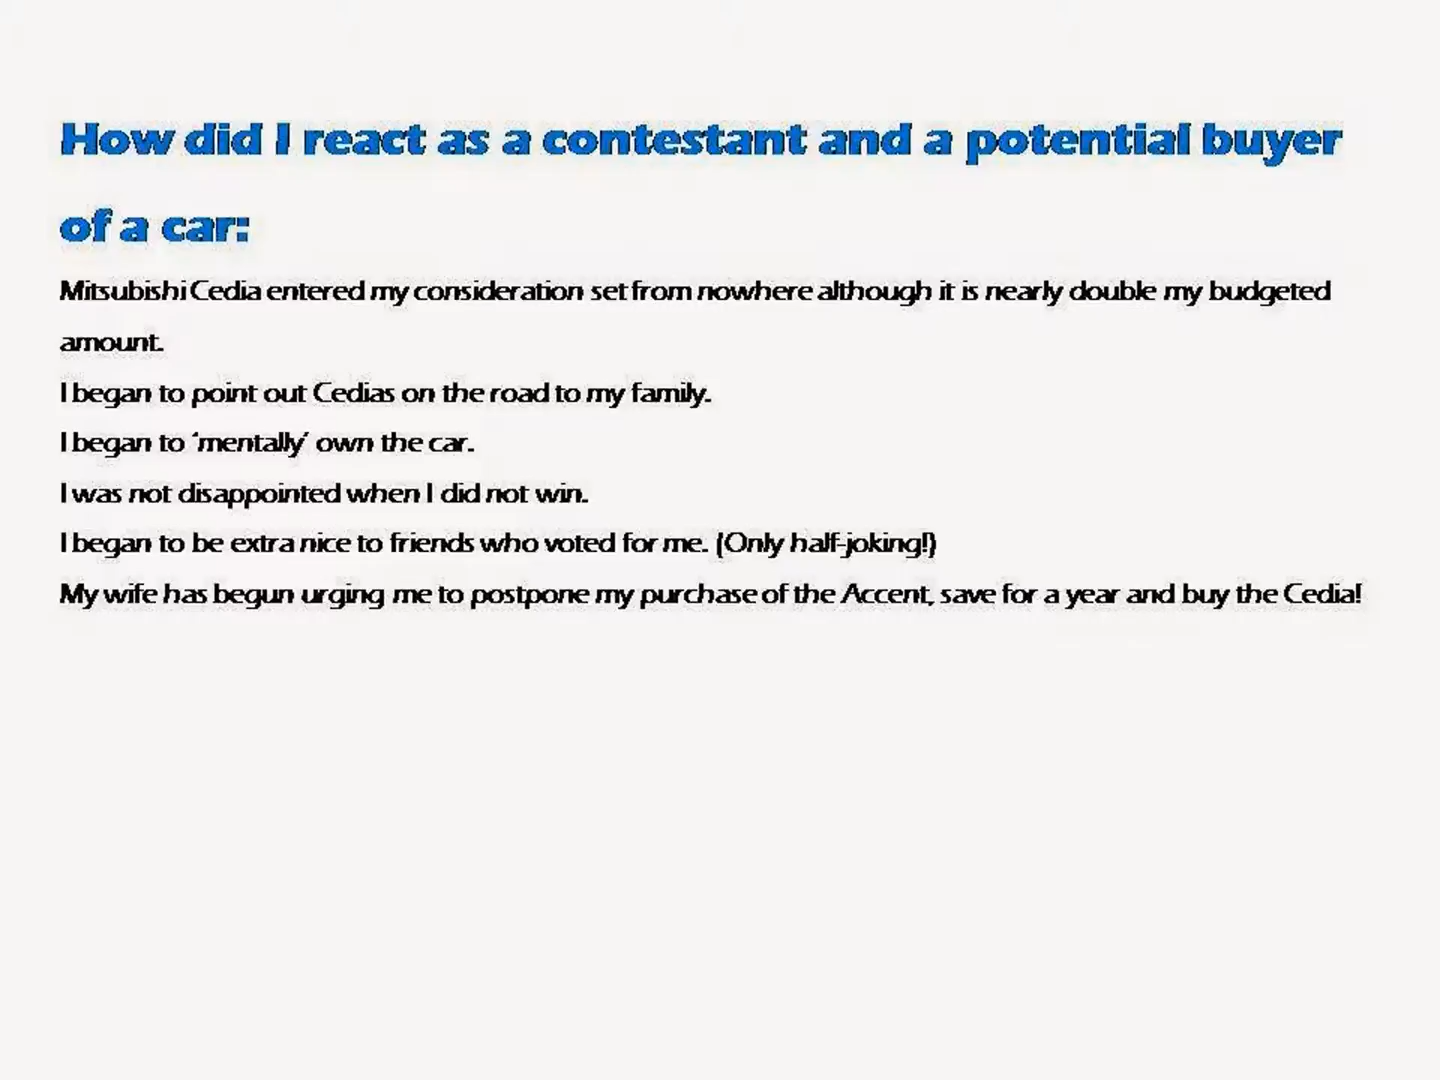 How did I react as a contestant and a potential buyer
of a car:
Mitsubishi Cedia entered my consideration set from nowhere although it is nearly double my budgeted
amount.
I began to point out Cedias on the road to my family.
I began to ‘mentally’ own the car.
I was not disappointed when I did not win.
I began to be extra nice to friends who voted for me. (Only half-joking!)
My wife has begun urging me to postpone my purchase of the Accent, save for a year and buy the Cedia!